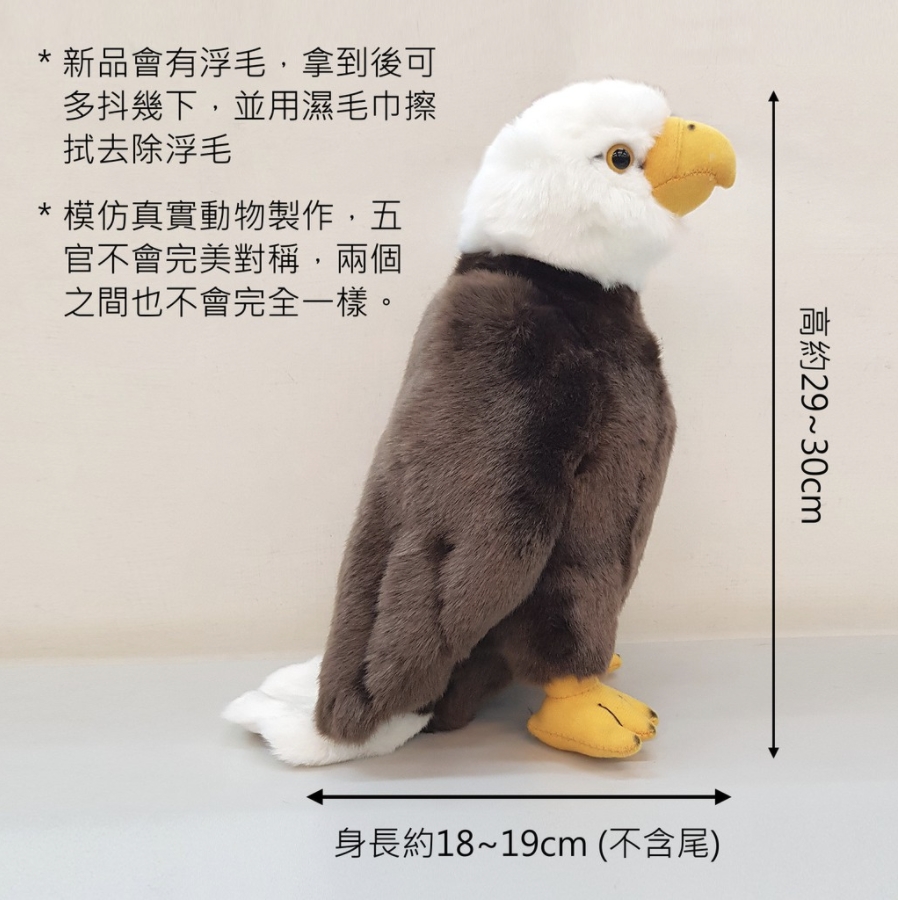 * 新品會有浮毛，拿到後可
多抖幾下，並用濕毛巾擦
拭去除浮毛
* 模仿真實動物製作，五
官不會完美對稱，兩個
之間也不會完全一樣。
高約29~30cm
身長約18~19cm (不含尾)